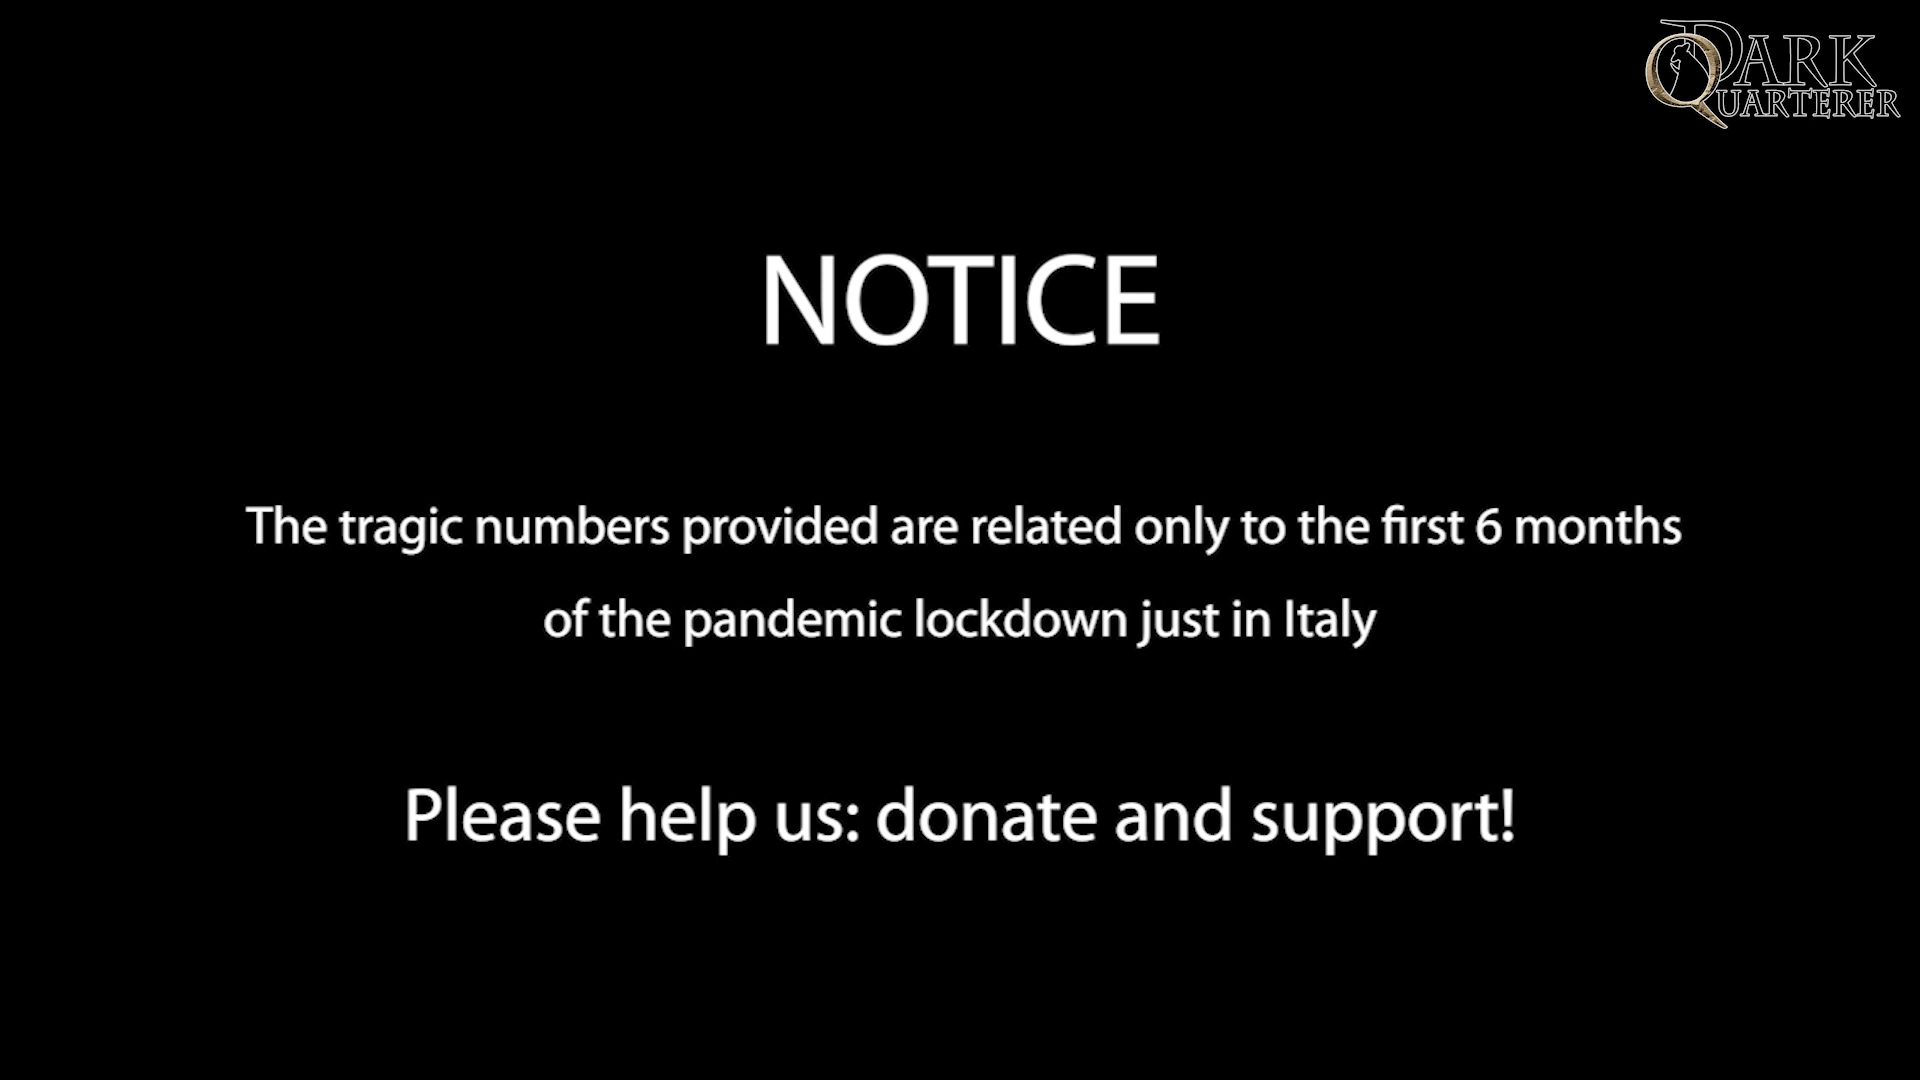 DARK
QUARTERER
NOTICE
The tragic numbers provided are related only to the first 6 months
of the pandemic lockdown just in Italy
Please help us: donate and support!